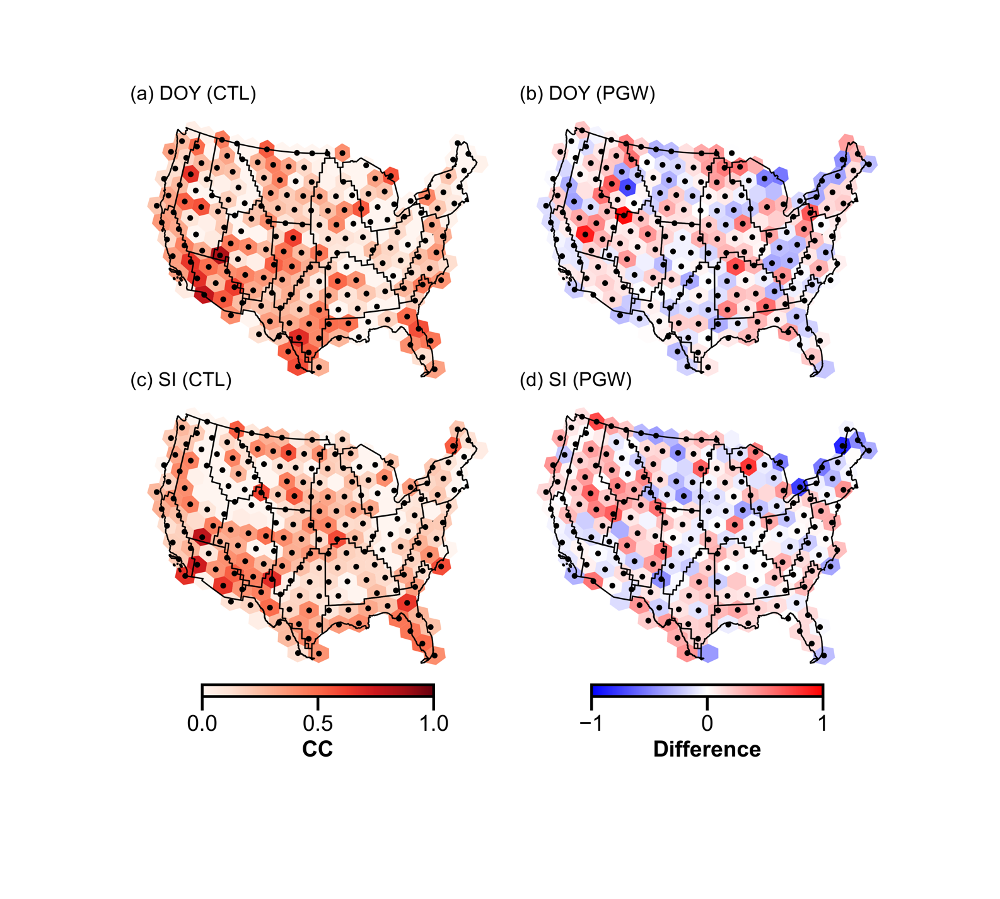 (a) DOY (CTL)
(b) DOY (PGW)
(c) SI (CTL)
(d) SI (PGW)
0.0 0.5 1.0
CC
−1 0 1
Difference